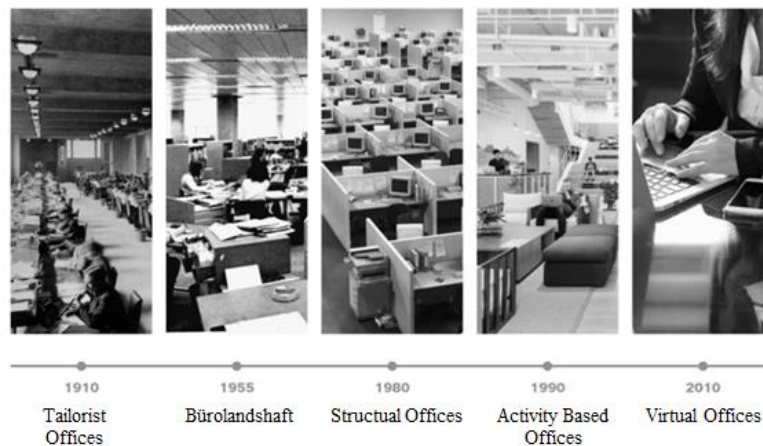 1910
1955
1980
1990
2010
Tailorist
Offices
Bürolandshaft
Structual Offices
Activity Based
Offices
Virtual Offices